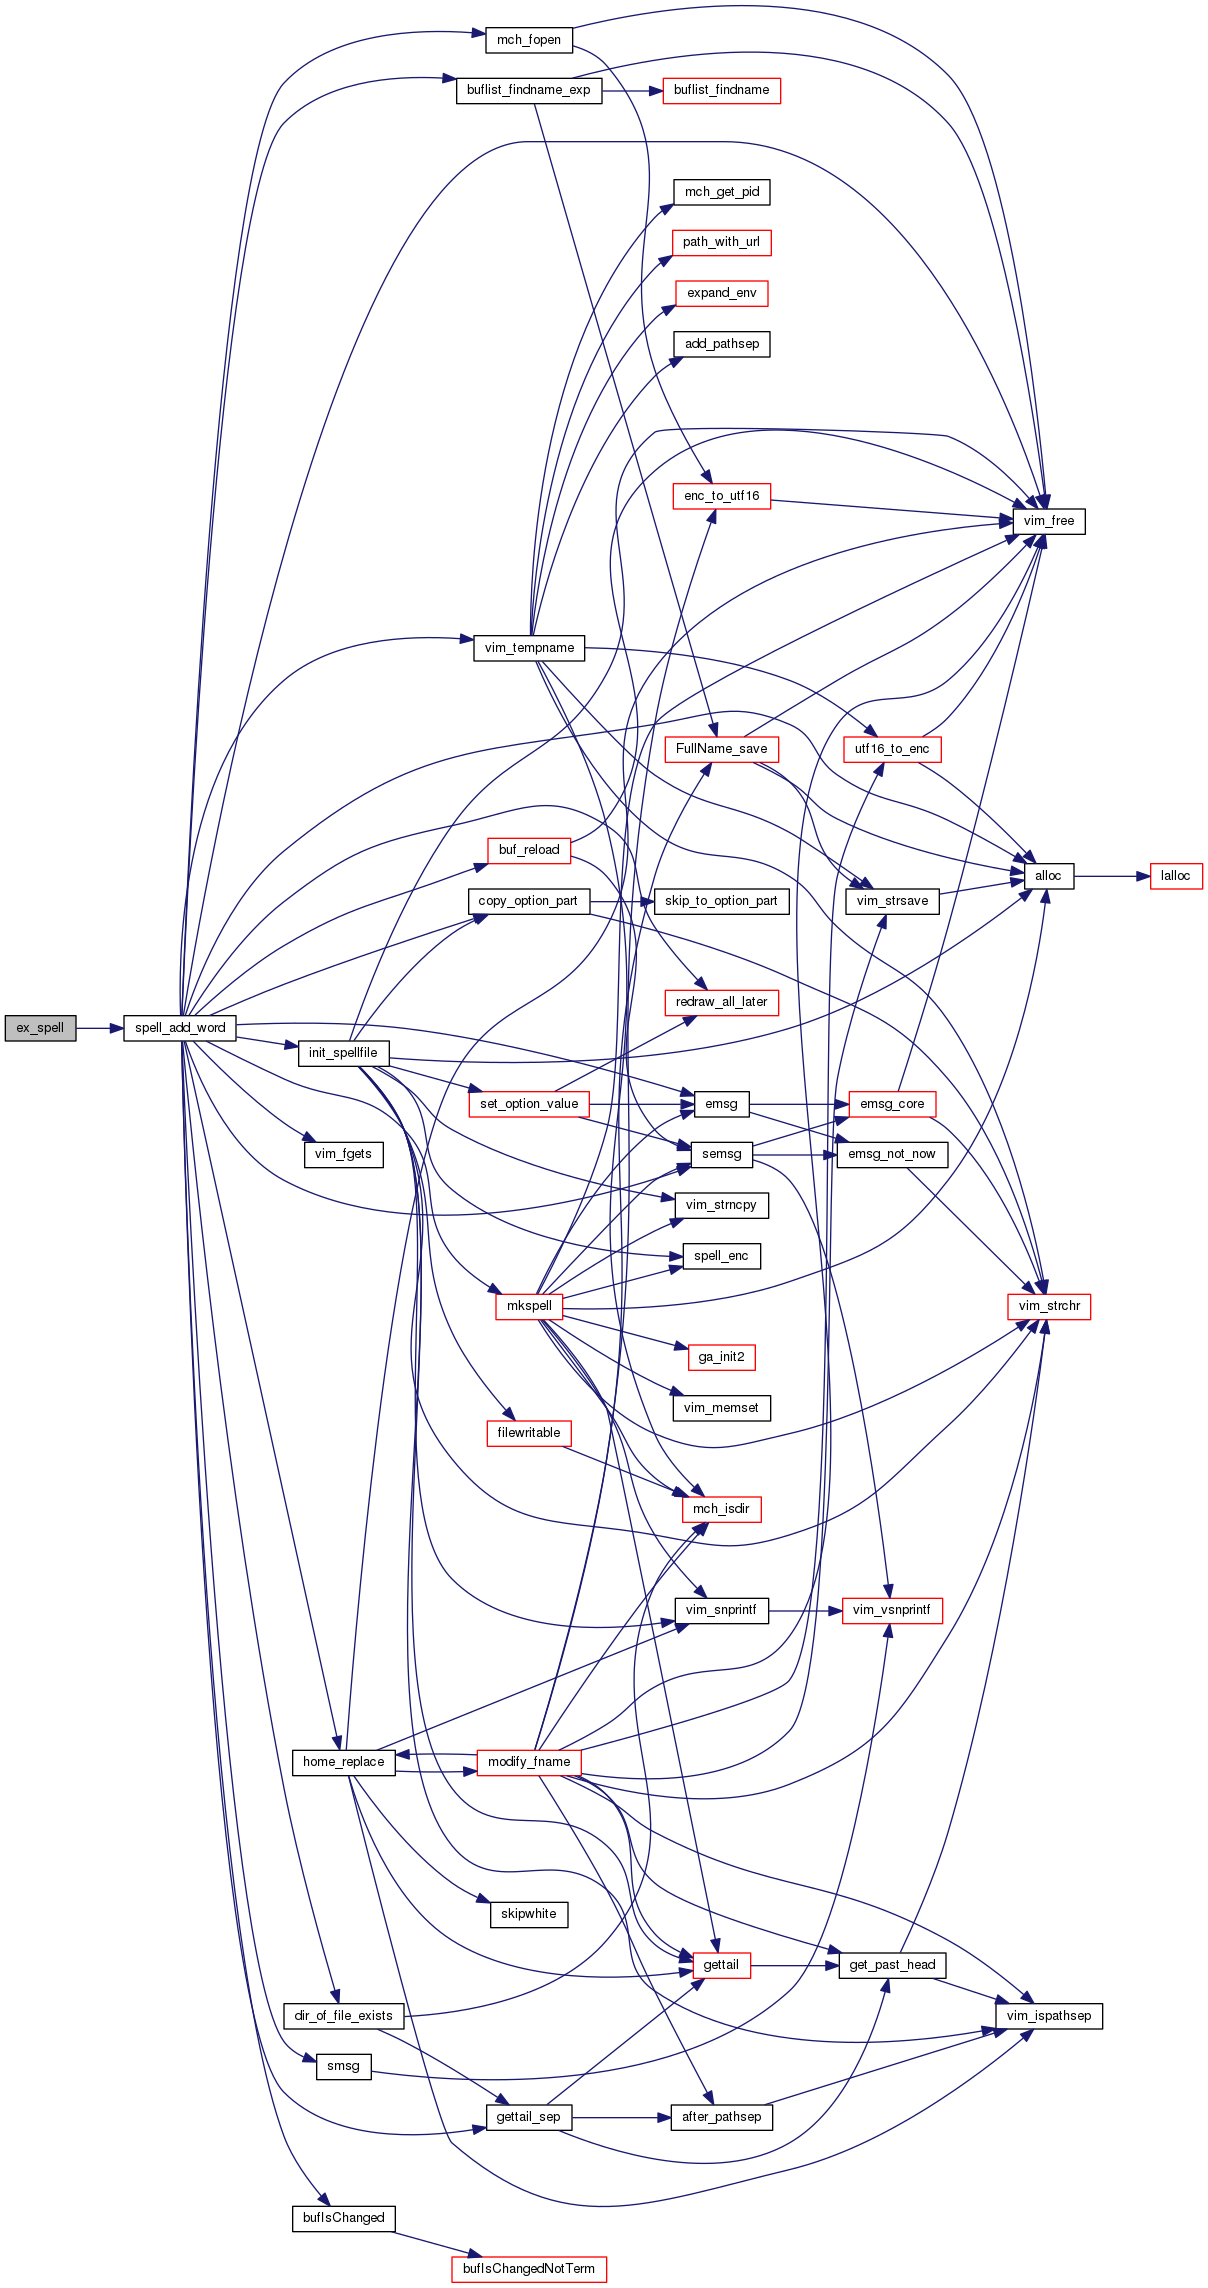 mch_fopen
buflist_findname_exp
buflist_findname
mch_get_pid
path_with_url
expand_env
add_pathsep
enc_to_utf16
vim_free
vim_tempname
FullName_save
utf16_to_enc
buf_reload
alloc
lalloc
copy_option_part
skip_to_option_part
vim_strsave
redraw_all_later
ex_spell
spell_add_word
init_spellfile
set_option_value
emsg
emsg_core
vim_fgets
semsg
emsg_not_now
vim_strncpy
spell_enc
mkspell
vim_strchr
ga_init2
vim_memset
filewritable
mch_isdir
vim_snprintf
vim_vsnprintf
home_replace
modify_fname
skipwhite
gettail
get_past_head
dir_of_file_exists
vim_ispathsep
smsg
gettail_sep
after_pathsep
bufIsChanged
bufIsChangedNotTerm